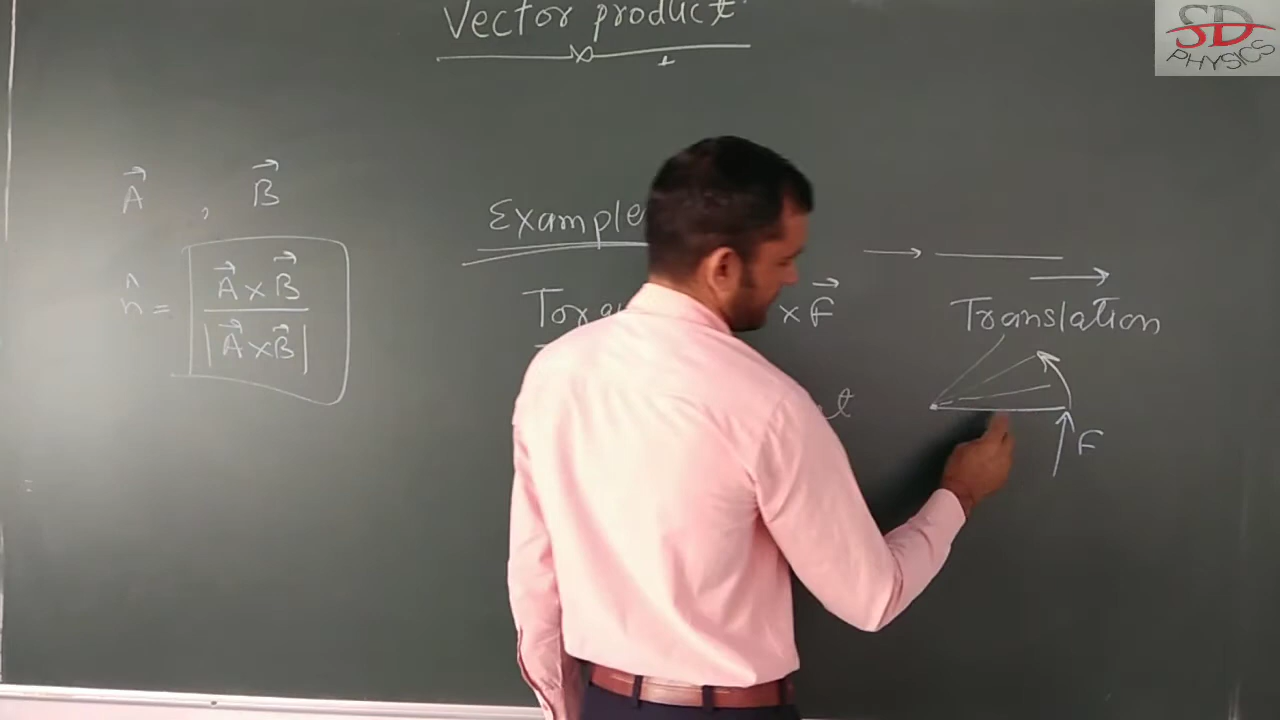 Vector product
A⃗ , B⃗
n̂ = A⃗ × B⃗ / |A⃗ × B⃗|
Example
× F⃗
Translation
F
SD
PHYSICS